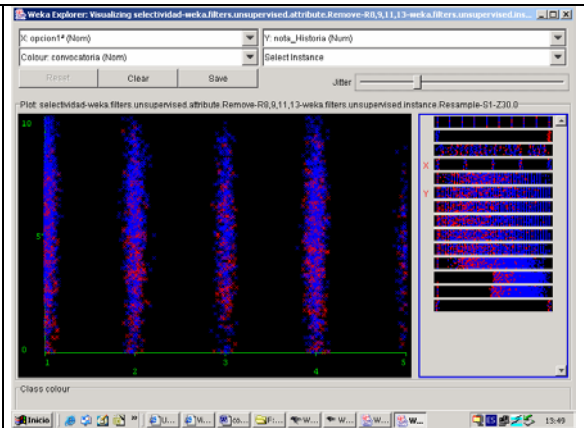 Weka Explorer: Visualizing selectividad-weka.filters.unsupervised.attribute.Remove-R8,9,11,13-weka.filters.unsupervised.ins...
X: opcion1ª (Nom)
Y: nota_Historia (Num)
Colour: convocatoria (Nom)
Select Instance
Reset
Clear
Save
Jitter
Plot: selectividad-weka.filters.unsupervised.attribute.Remove-R8,9,11,13-weka.filters.unsupervised.instance.Resample-S1-Z30.0
10
X
Y
5
0
1
2
3
4
5
Class colour
Inicio
U...
co...
F:...
W...
W...
W...
W...
13:49